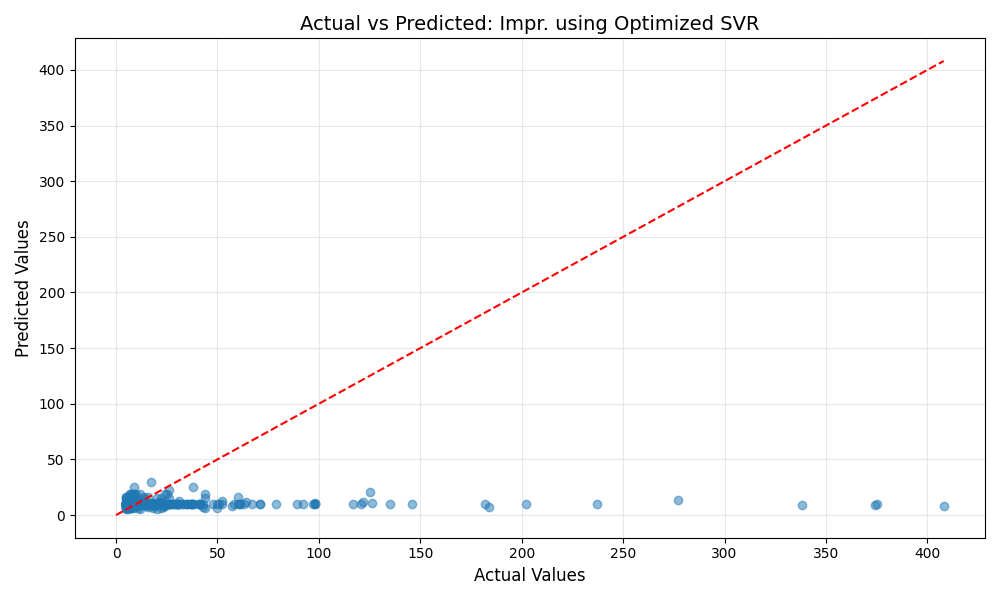 Actual vs Predicted: Impr. using Optimized SVR
Predicted Values
400
350
300
250
200
150
100
50
0
0 50 100 150 200 250 300 350 400
Actual Values